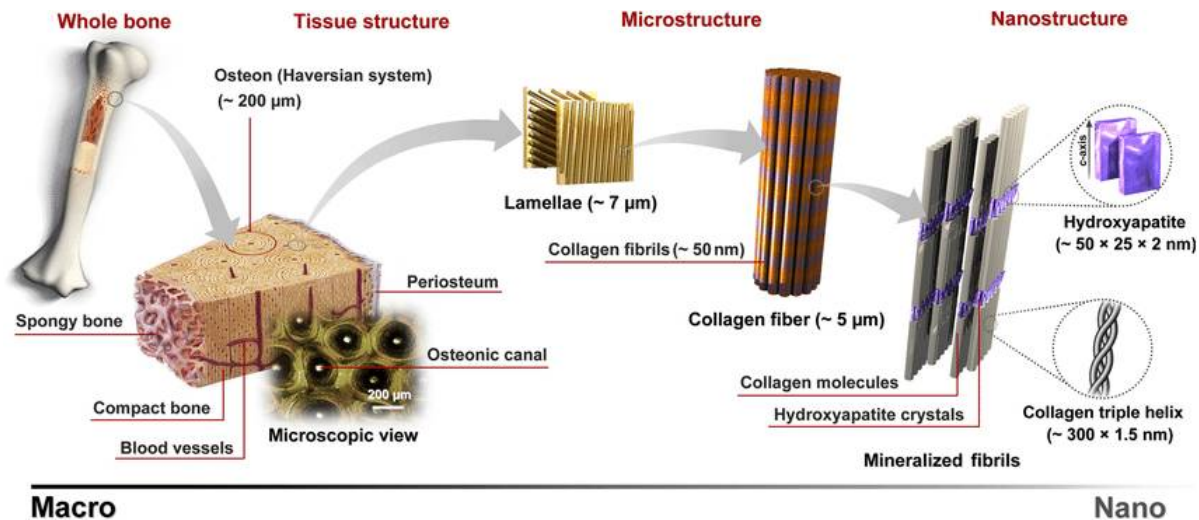 Whole bone
Tissue structure
Microstructure
Nanostructure
Osteon (Haversian system)
(~ 200 µm)
Lamellae (~ 7 µm)
c-axis
Hydroxyapatite
(~ 50 × 25 × 2 nm)
Collagen fibrils (~ 50 nm)
Periosteum
Spongy bone
Collagen fiber (~ 5 µm)
Osteonic canal
Collagen molecules
200 µm
Compact bone
Hydroxyapatite crystals
Collagen triple helix
(~ 300 × 1.5 nm)
Microscopic view
Blood vessels
Mineralized fibrils
Macro
Nano